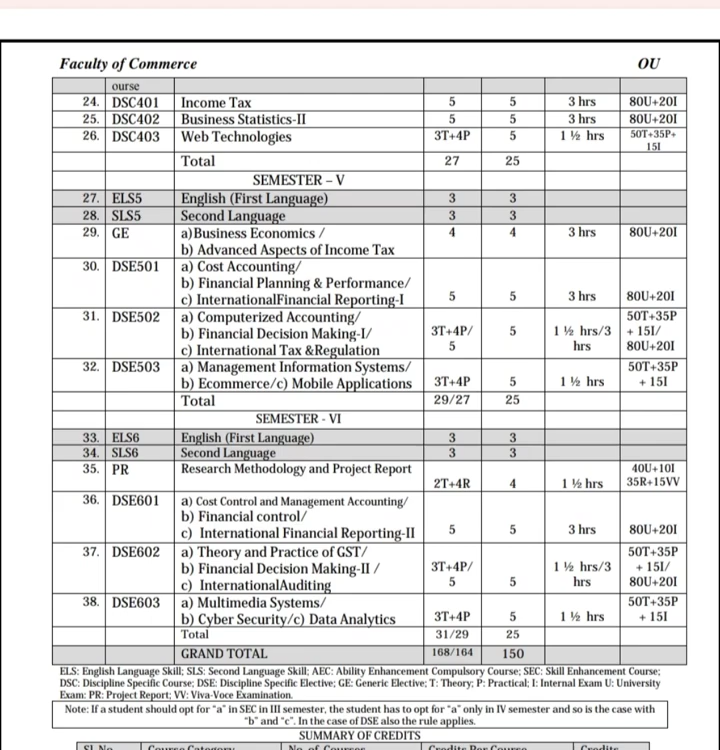 Faculty of Commerce OU
ourse
24. DSC401 Income Tax 5 5 3 hrs 80U+20I
25. DSC402 Business Statistics-II 5 5 3 hrs 80U+20I
26. DSC403 Web Technologies 3T+4P 5 1 ½ hrs 50T+35P+
15I
Total 27 25
SEMESTER – V
27. ELS5 English (First Language) 3 3
28. SLS5 Second Language 3 3
29. GE a)Business Economics / 4 4 3 hrs 80U+20I
b) Advanced Aspects of Income Tax
30. DSE501 a) Cost Accounting/
b) Financial Planning & Performance/
c) InternationalFinancial Reporting-I 5 5 3 hrs 80U+20I
31. DSE502 a) Computerized Accounting/ 50T+35P
b) Financial Decision Making-I/ 3T+4P/ 5 1 ½ hrs/3 + 15I/
c) International Tax &Regulation 5 hrs 80U+20I
32. DSE503 a) Management Information Systems/ 50T+35P
b) Ecommerce/c) Mobile Applications 3T+4P 5 1 ½ hrs + 15I
Total 29/27 25
SEMESTER - VI
33. ELS6 English (First Language) 3 3
34. SLS6 Second Language 3 3
35. PR Research Methodology and Project Report 40U+10I
2T+4R 4 1 ½ hrs 35R+15VV
36. DSE601 a) Cost Control and Management Accounting/
b) Financial control/
c) International Financial Reporting-II 5 5 3 hrs 80U+20I
37. DSE602 a) Theory and Practice of GST/ 50T+35P
b) Financial Decision Making-II / 3T+4P/ 1 ½ hrs/3 + 15I/
c) InternationalAuditing 5 5 hrs 80U+20I
38. DSE603 a) Multimedia Systems/ 50T+35P
b) Cyber Security/c) Data Analytics 3T+4P 5 1 ½ hrs + 15I
Total 31/29 25
GRAND TOTAL 168/164 150
ELS: English Language Skill; SLS: Second Language Skill; AEC: Ability Enhancement Compulsory Course; SEC: Skill Enhancement Course;
DSC: Discipline Specific Course; DSE: Discipline Specific Elective; GE: Generic Elective; T: Theory; P: Practical; I: Internal Exam U: University
Exam: PR: Project Report; VV: Viva-Voce Examination.
Note: If a student should opt for "a" in SEC in III semester, the student has to opt for "a" only in IV semester and so is the case with
"b" and "c". In the case of DSE also the rule applies.
SUMMARY OF CREDITS
Sl. No. Course Category No. of Courses Credits Per Course Credits